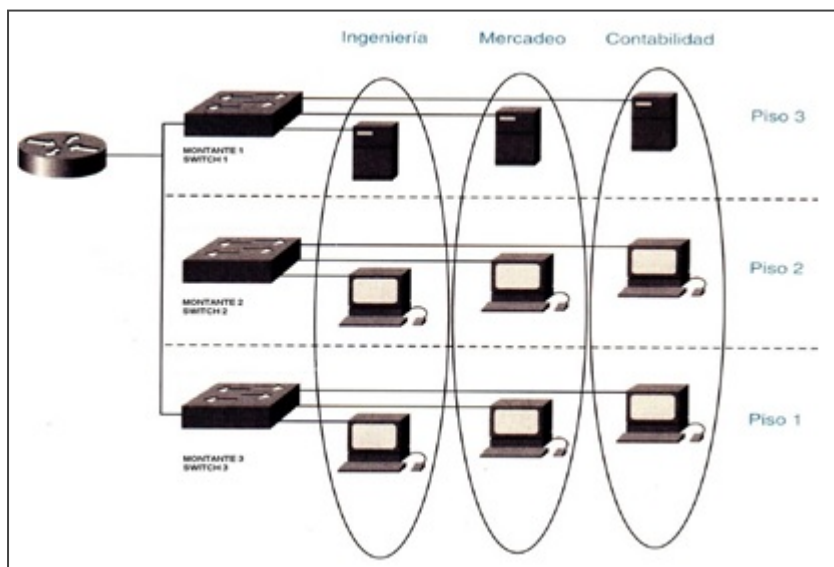 Ingeniería
Mercadeo
Contabilidad
Piso 3
MONTANTE 1
SWITCH 1
Piso 2
MONTANTE 2
SWITCH 2
Piso 1
MONTANTE 3
SWITCH 3